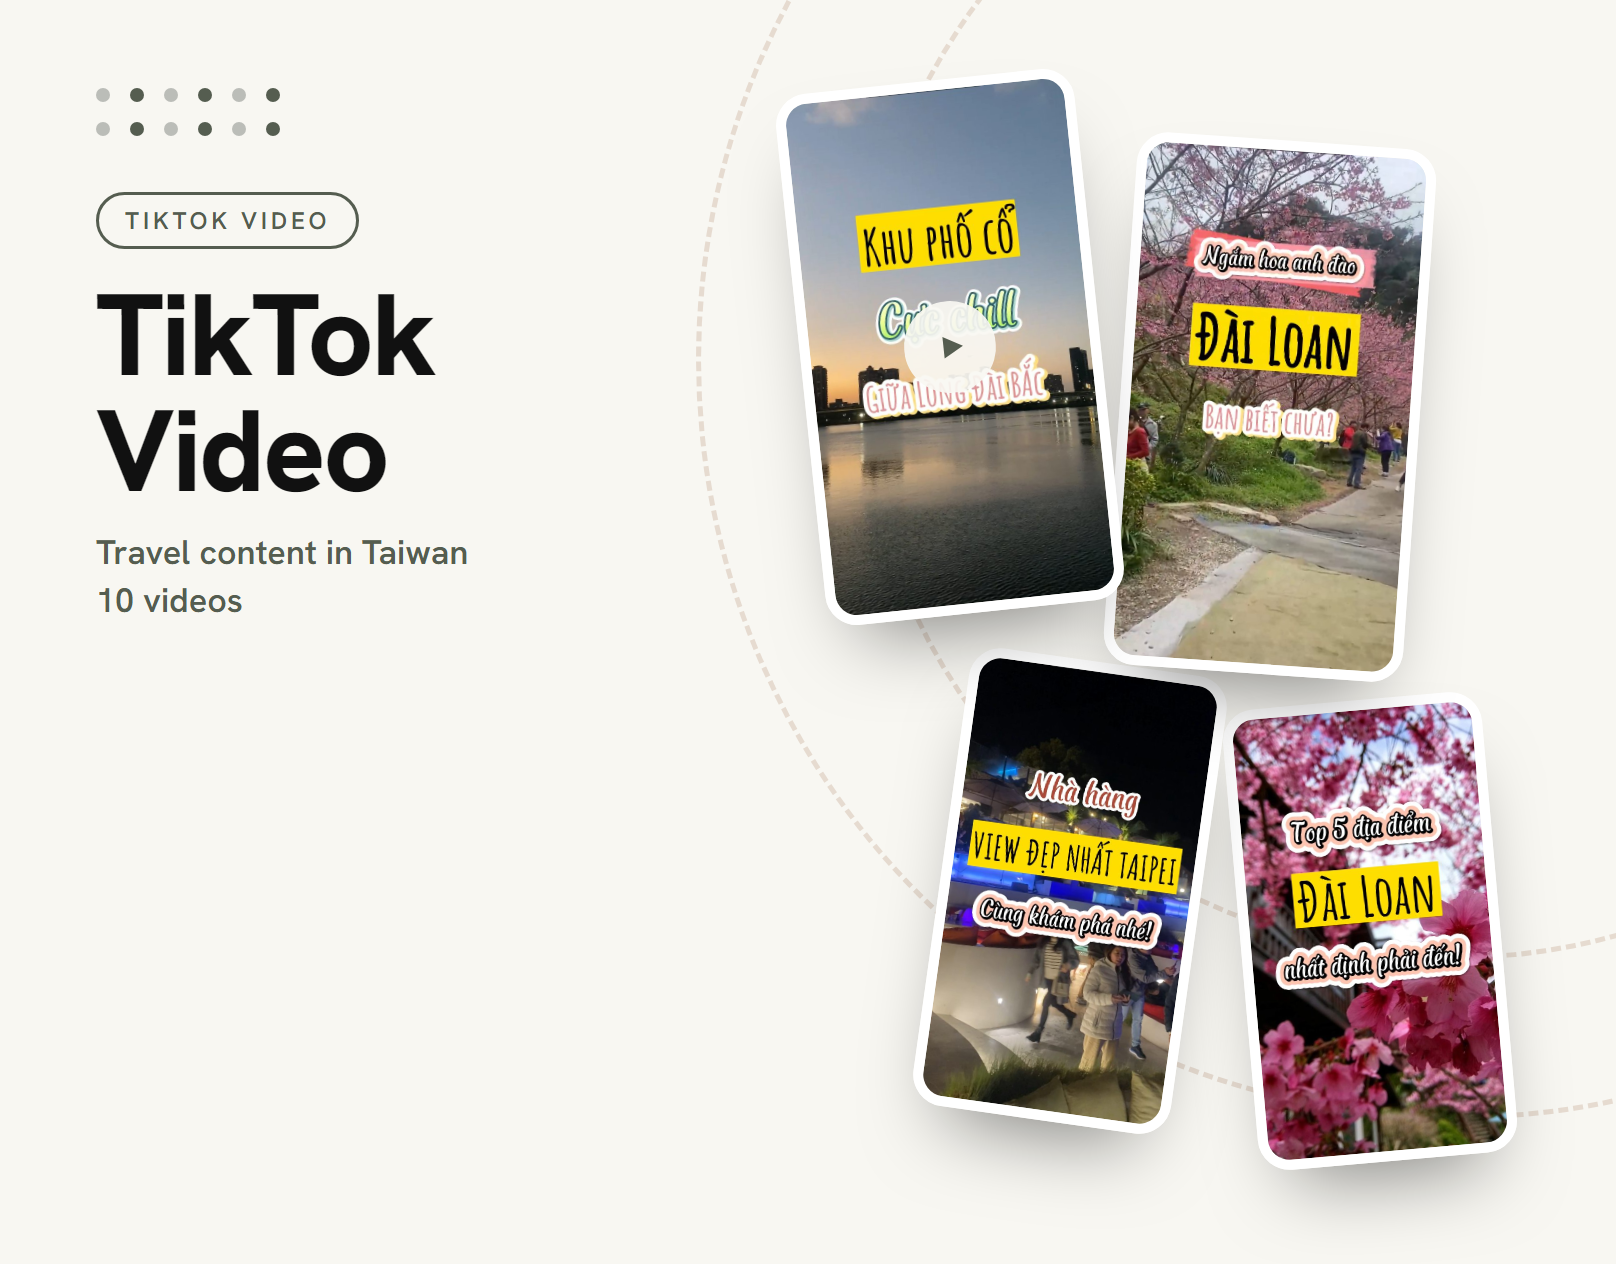 TIKTOK VIDEO
TikTok
Video
Travel content in Taiwan
10 videos
Khu phố cổ
Cực chill
GIỮA LÒNG ĐÀI BẮC
Ngắm hoa anh đào
ĐÀI LOAN
BẠN BIẾT CHƯA?
Nhà hàng
VIEW ĐẸP NHẤT TAIPEI
Cùng khám phá nhé!
Top 5 địa điểm
ĐÀI LOAN
nhất định phải đến!